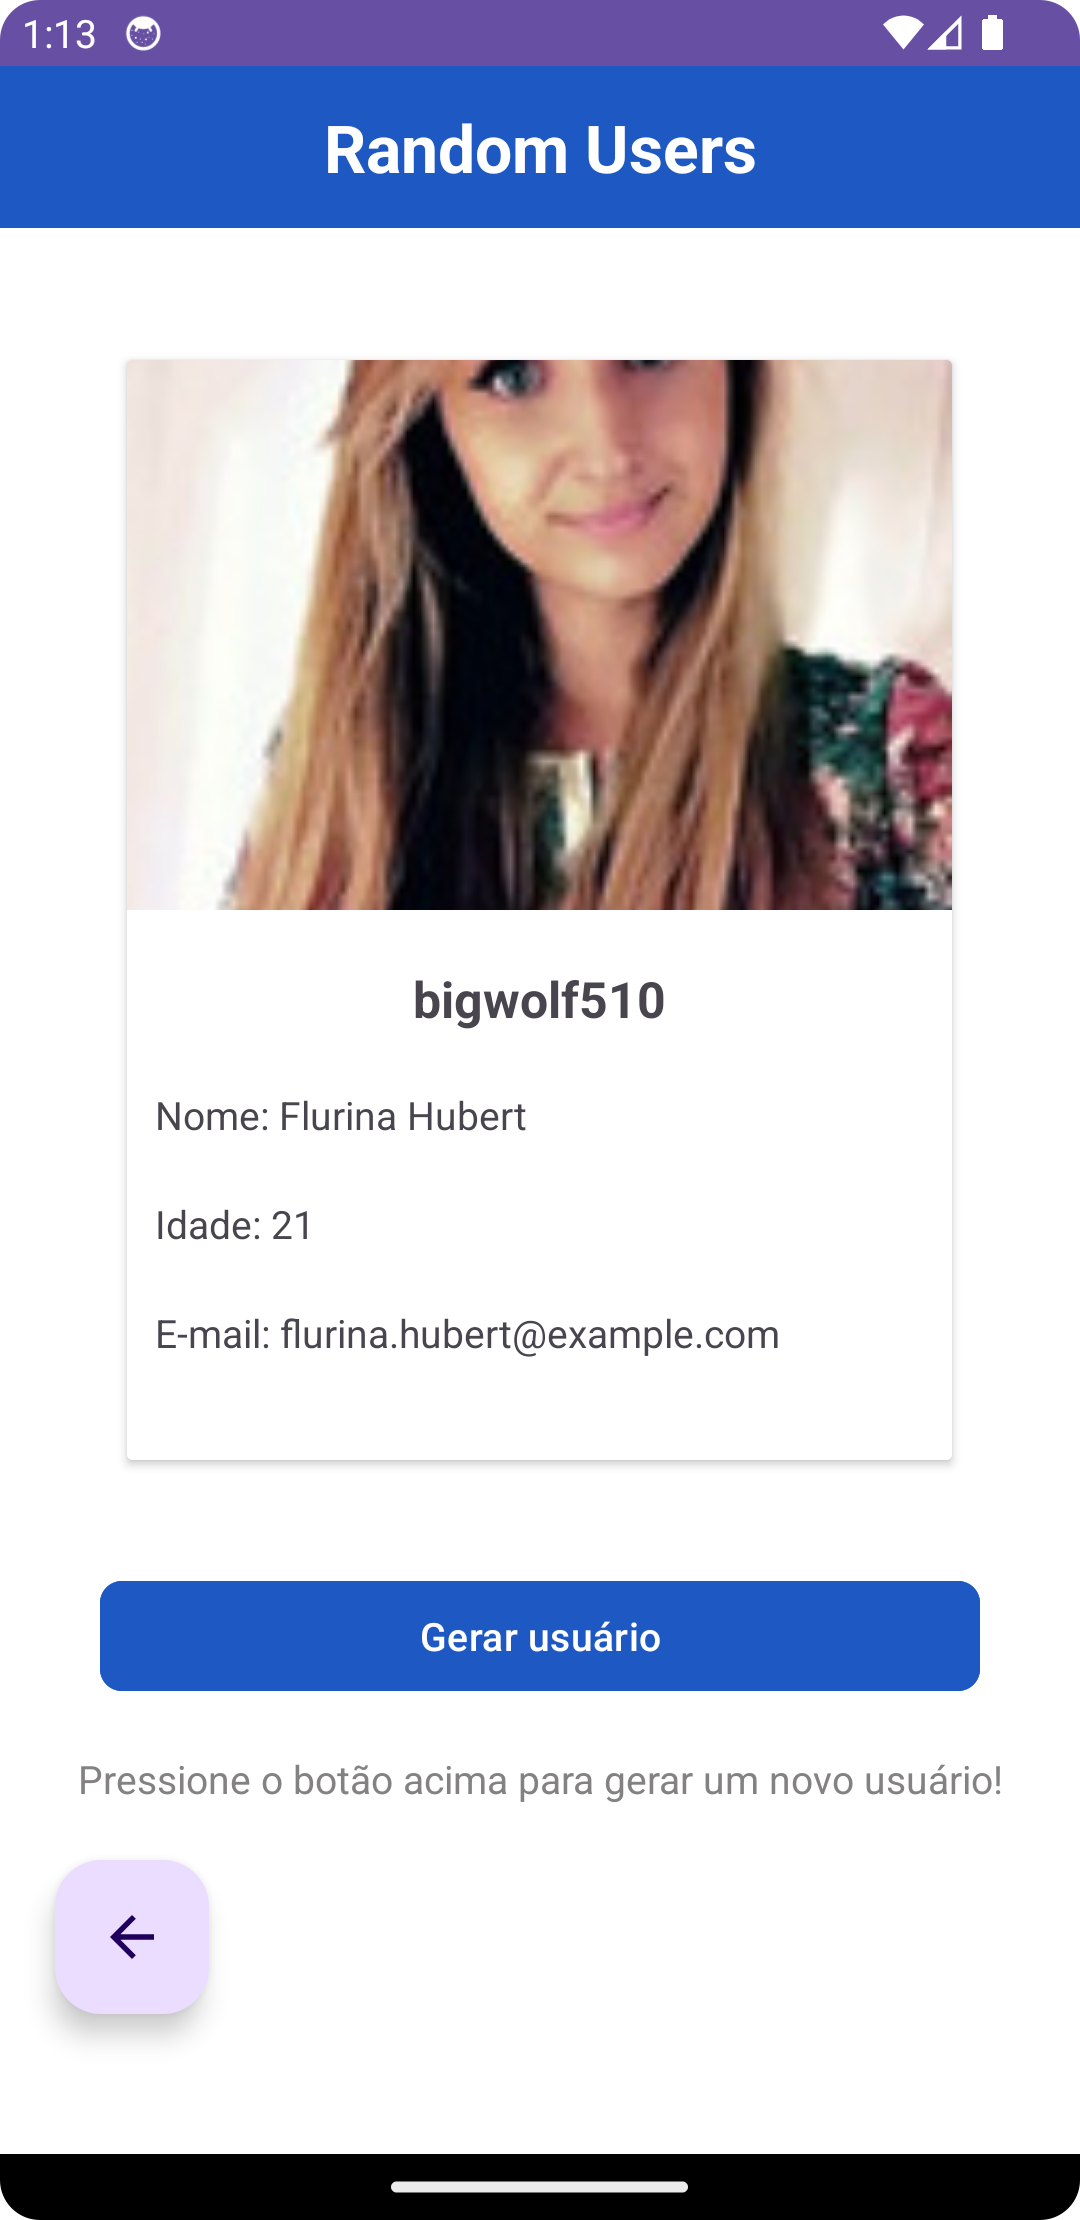 1:13
Random Users
bigwolf510
Nome: Flurina Hubert
Idade: 21
E-mail: flurina.hubert@example.com
Gerar usuário
Pressione o botão acima para gerar um novo usuário!